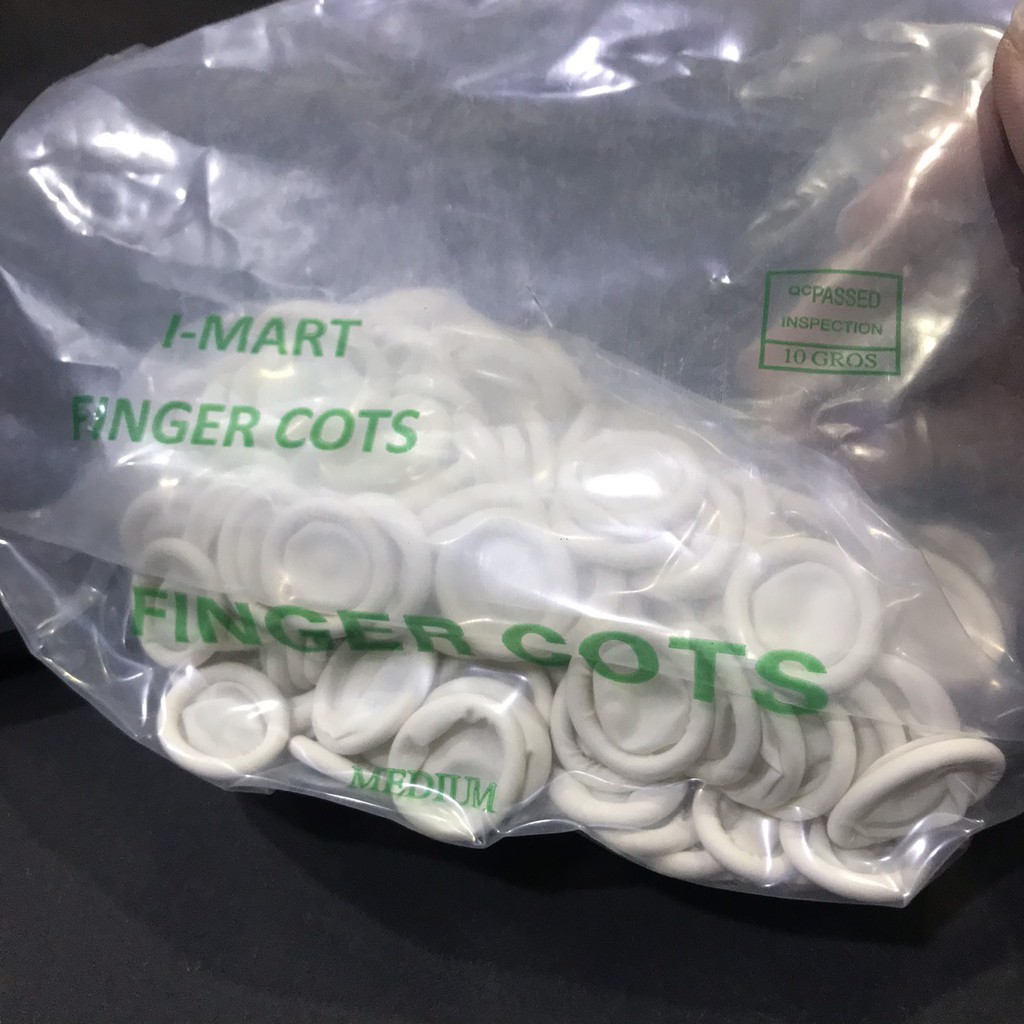 I-MART
FINGER COTS
FINGER COTS
MEDIUM
QC PASSED
INSPECTION
10 GROS